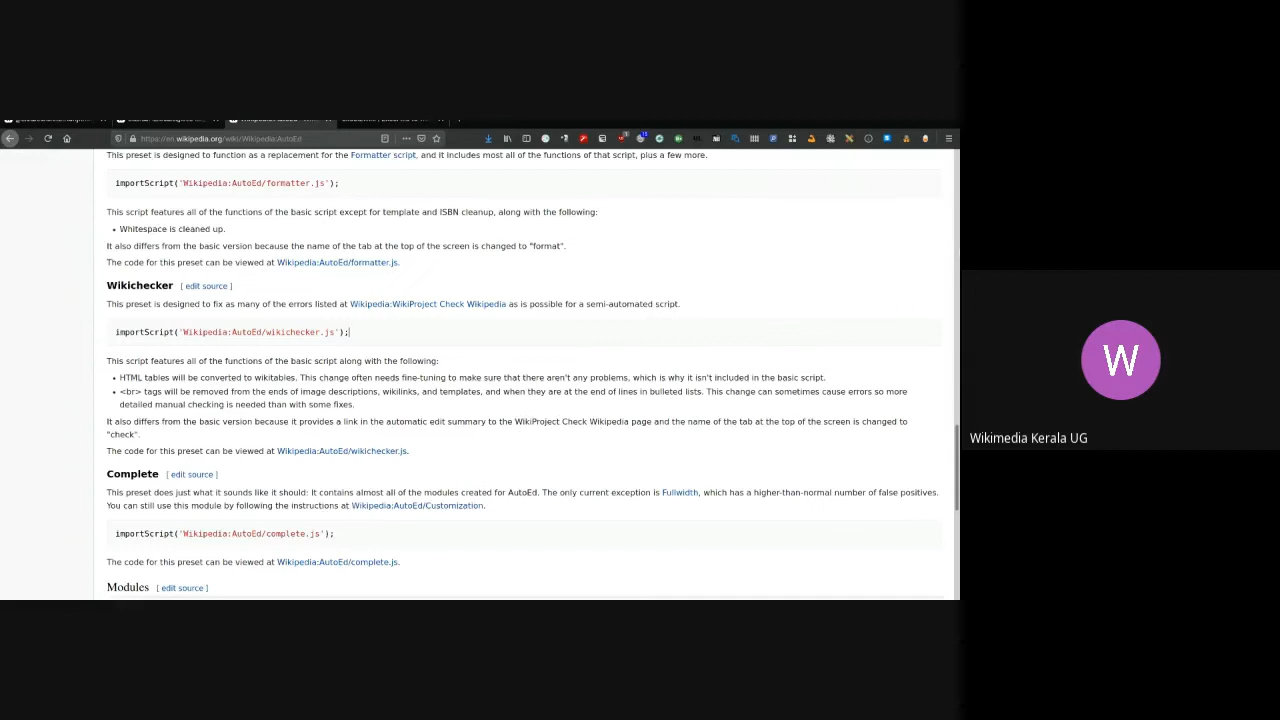 https://en.wikipedia.org/wiki/Wikipedia:AutoEd
This preset is designed to function as a replacement for the Formatter script, and it includes most all of the functions of that script, plus a few more.
importScript('Wikipedia:AutoEd/formatter.js');
This script features all of the functions of the basic script except for template and ISBN cleanup, along with the following:
• Whitespace is cleaned up.
It also differs from the basic version because the name of the tab at the top of the screen is changed to "format".
The code for this preset can be viewed at Wikipedia:AutoEd/formatter.js.
Wikichecker [ edit source ]
This preset is designed to fix as many of the errors listed at Wikipedia:WikiProject Check Wikipedia as is possible for a semi-automated script.
importScript('Wikipedia:AutoEd/wikichecker.js');
This script features all of the functions of the basic script along with the following:
• HTML tables will be converted to wikitables. This change often needs fine-tuning to make sure that there aren't any problems, which is why it isn't included in the basic script.
• <br> tags will be removed from the ends of image descriptions, wikilinks, and templates, and when they are at the end of lines in bulleted lists. This change can sometimes cause errors so more
detailed manual checking is needed than with some fixes.
It also differs from the basic version because it provides a link in the automatic edit summary to the WikiProject Check Wikipedia page and the name of the tab at the top of the screen is changed to
"check".
The code for this preset can be viewed at Wikipedia:AutoEd/wikichecker.js.
Complete [ edit source ]
This preset does just what it sounds like it should: It contains almost all of the modules created for AutoEd. The only current exception is Fullwidth, which has a higher-than-normal number of false positives.
You can still use this module by following the instructions at Wikipedia:AutoEd/Customization.
importScript('Wikipedia:AutoEd/complete.js');
The code for this preset can be viewed at Wikipedia:AutoEd/complete.js.
Modules [ edit source ]
W
Wikimedia Kerala UG